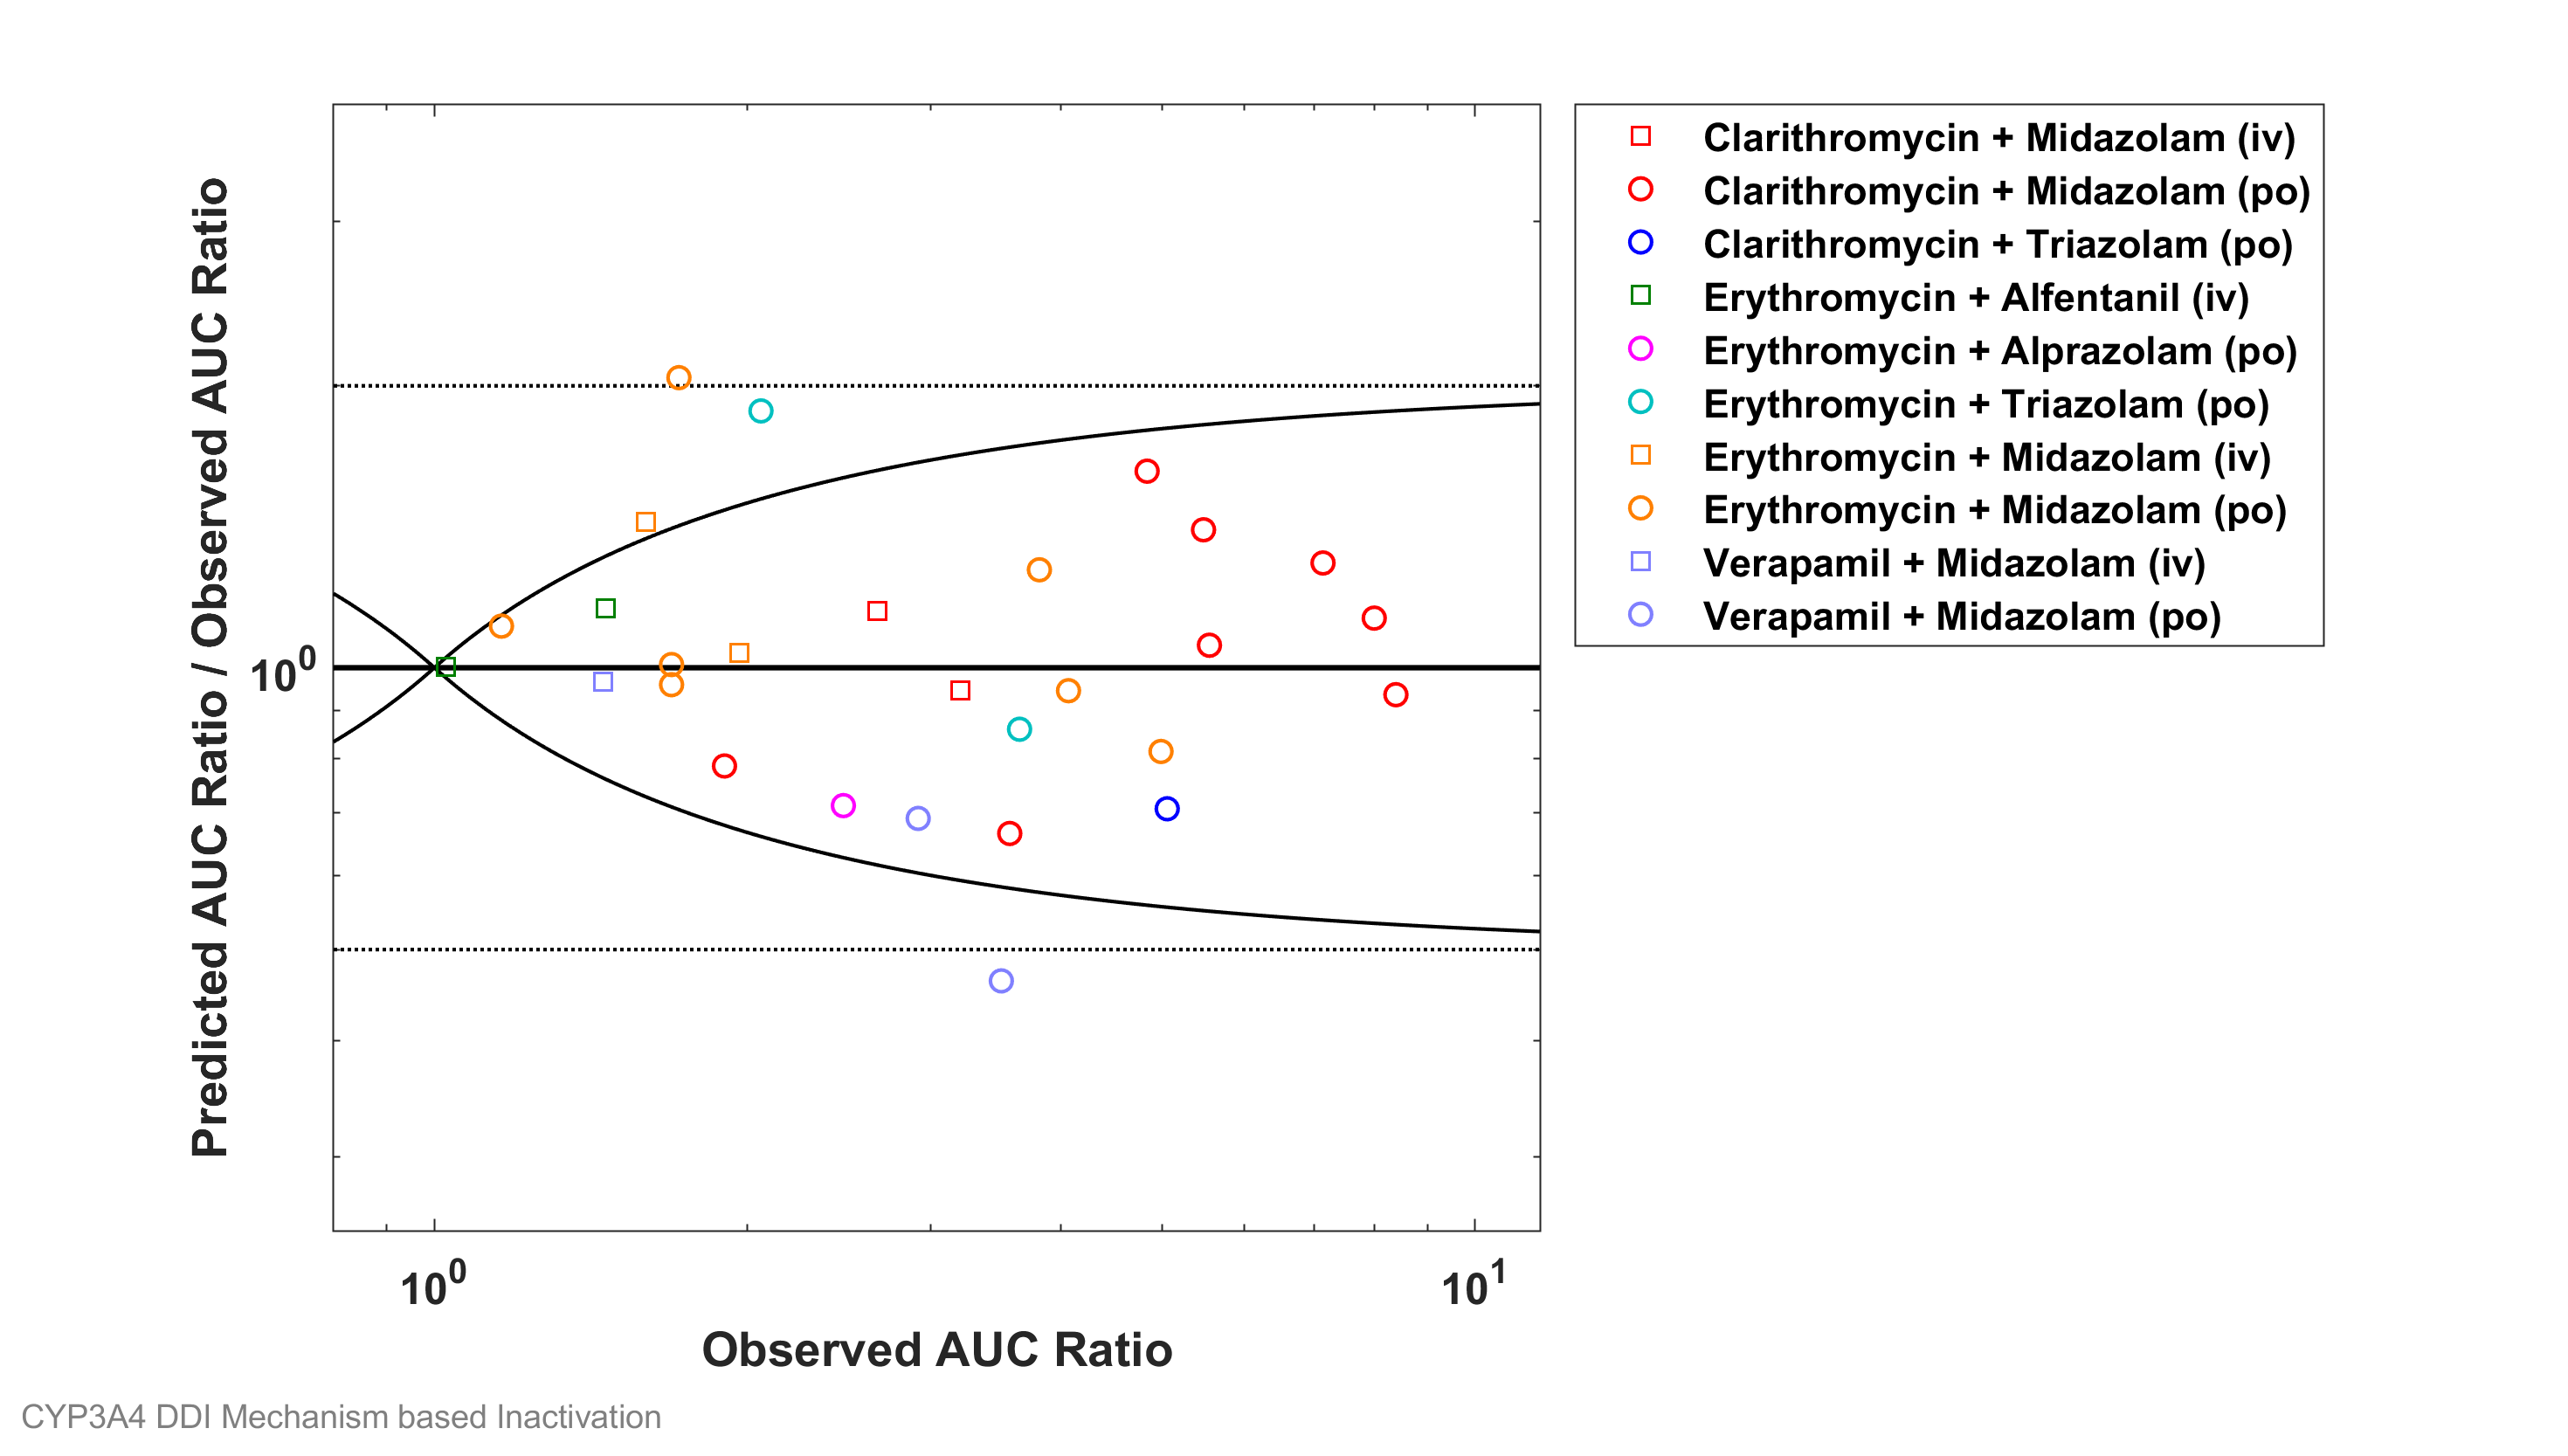 Predicted AUC Ratio / Observed AUC Ratio
10^0
10^0
10^1
Observed AUC Ratio
Clarithromycin + Midazolam (iv)
Clarithromycin + Midazolam (po)
Clarithromycin + Triazolam (po)
Erythromycin + Alfentanil (iv)
Erythromycin + Alprazolam (po)
Erythromycin + Triazolam (po)
Erythromycin + Midazolam (iv)
Erythromycin + Midazolam (po)
Verapamil + Midazolam (iv)
Verapamil + Midazolam (po)
CYP3A4 DDI Mechanism based Inactivation